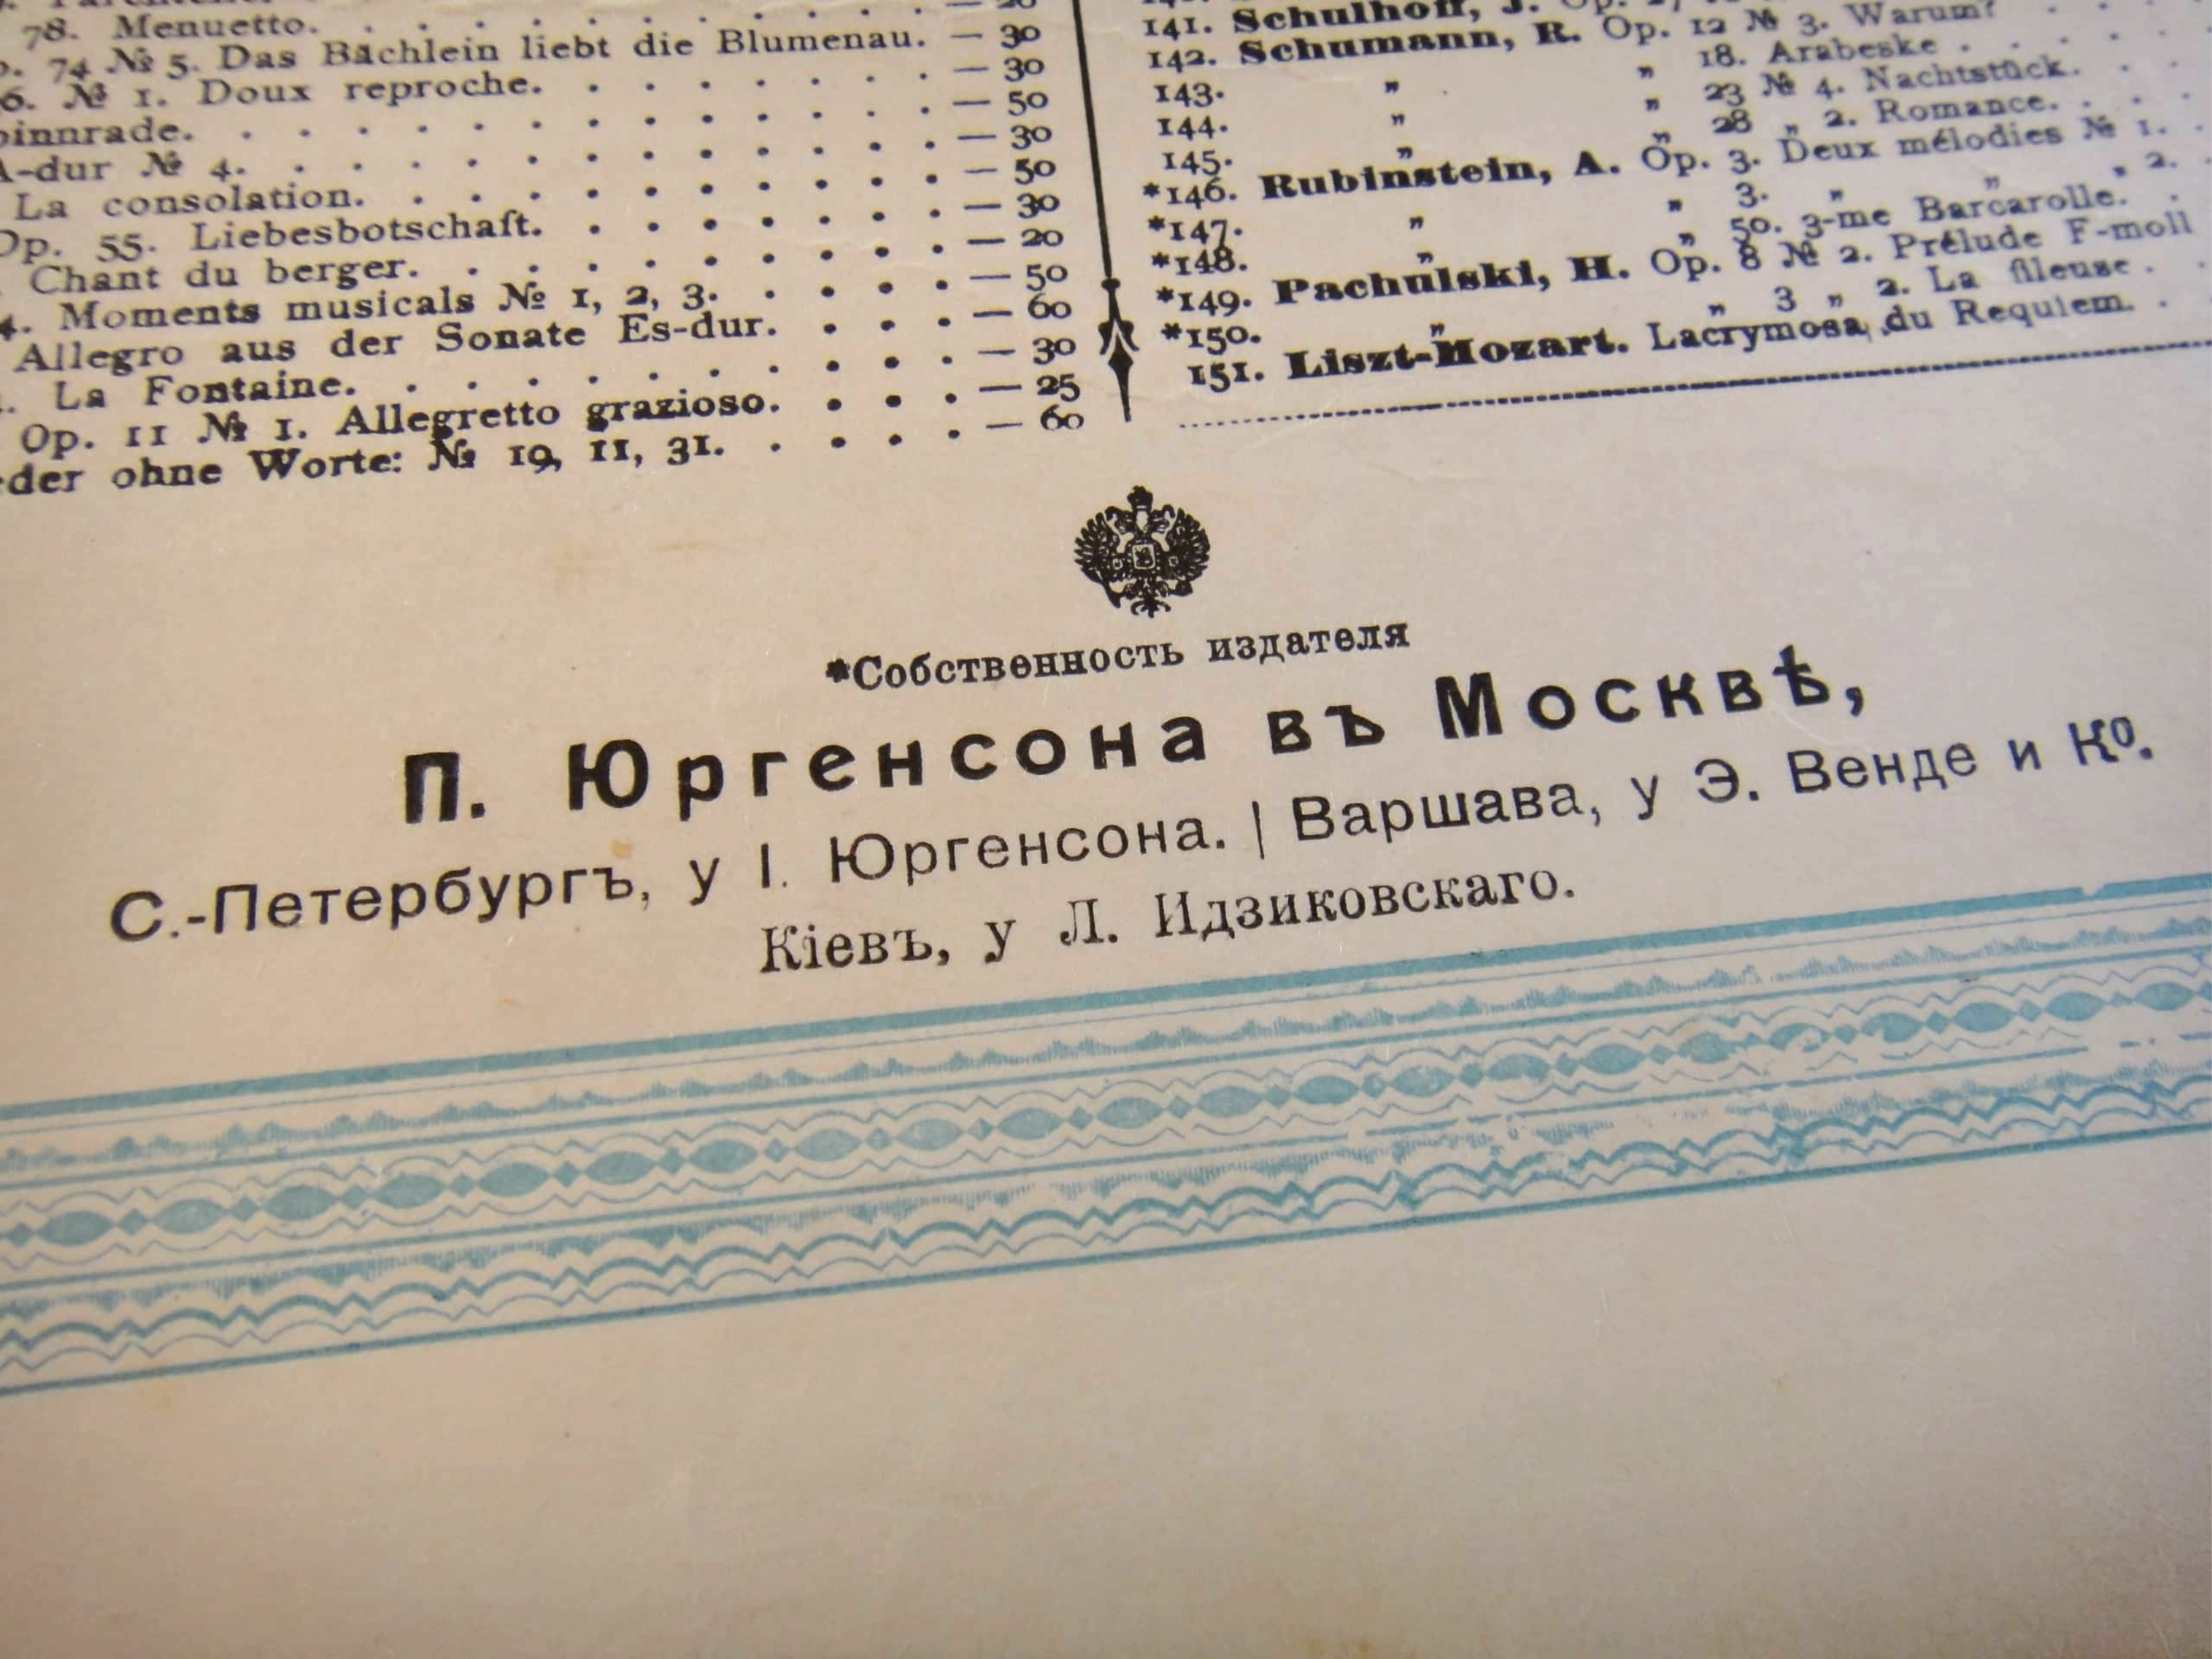 78. Menuetto. — 30
74 № 5. Das Bächlein liebt die Blumenau. — 30
6. № 1. Doux reproche. — 50
pinnrade. — 30
A-dur № 4. — 50
La consolation. — 30
Op. 55. Liebesbotschaft. — 20
Chant du berger. — 50
4. Moments musicals № 1, 2, 3. — 60
Allegro aus der Sonate Es-dur. — 30
La Fontaine. — 25
Op. 11 № 1. Allegretto grazioso. — 60
eder ohne Worte: № 19, 11, 31.
141. Schulhoff, J. Op.
142. Schumann, R. Op. 12 № 3. Warum?
143. „ „ 18. Arabeske
144. „ „ 23 № 4. Nachtstück.
145. „ „ 28 „ 2. Romance.
*146. Rubinstein, A. Op. 3. Deux mélodies № 1.
*147. „ „ 3. „ „ „ 2.
*148. „ „ 50. 3-me Barcarolle.
*149. Pachulski, H. Op. 8 № 2. Prélude F-moll
*150. „ „ 3 „ 2. La fileuse
151. Liszt-Mozart. Lacrymosa du Requiem.
*Собственность издателя
П. Юргенсона въ Москвѣ,
С.-Петербургъ, у І. Юргенсона. | Варшава, у Э. Венде и Ко.
Кіевъ, у Л. Идзиковскаго.